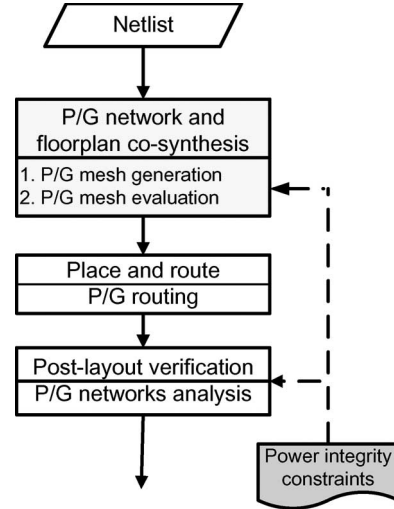 Netlist
P/G network and
floorplan co-synthesis
1. P/G mesh generation
2. P/G mesh evaluation
Place and route
P/G routing
Post-layout verification
P/G networks analysis
Power integrity
constraints